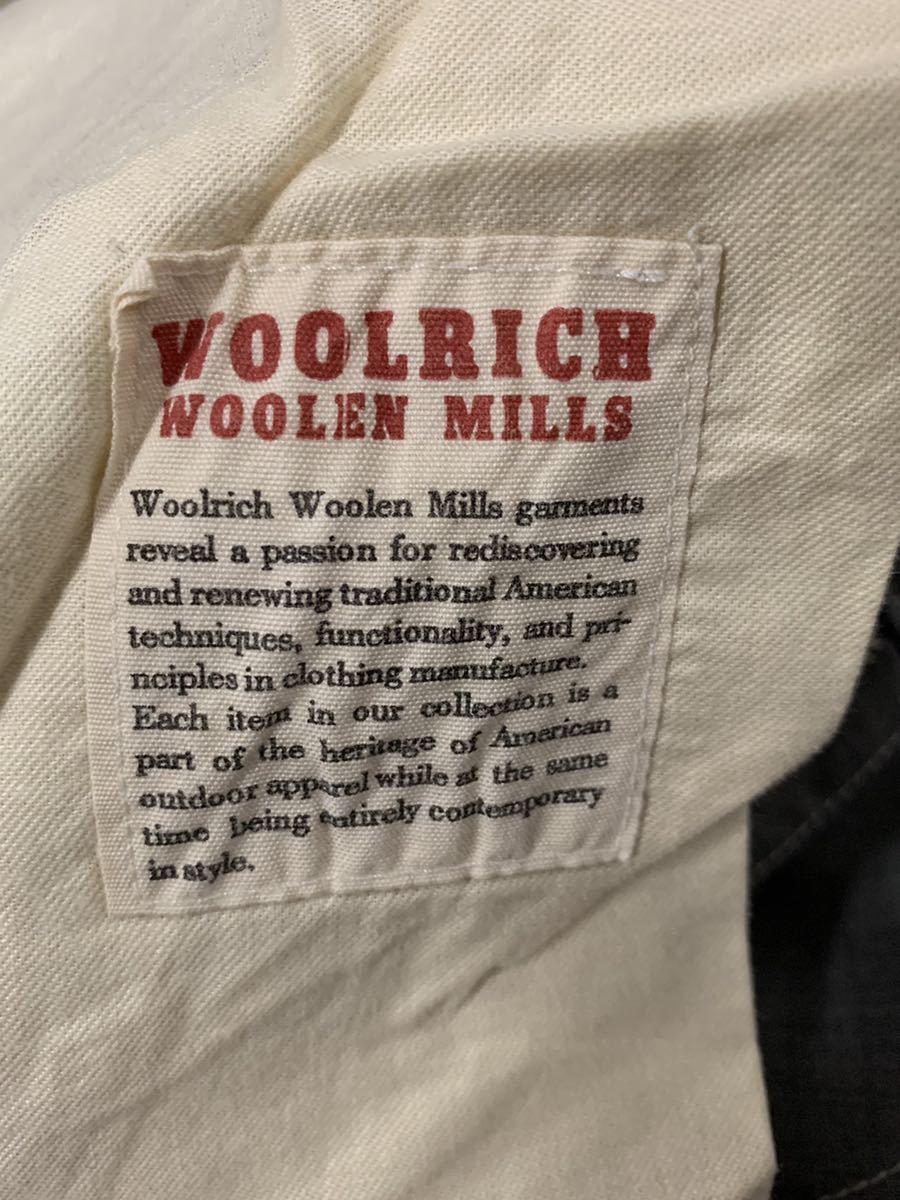 WOOLRICH
WOOLEN MILLS
Woolrich Woolen Mills garments
reveal a passion for rediscovering
and renewing traditional American
techniques, functionality, and pri-
nciples in clothing manufacture.
Each item in our collection is a
part of the heritage of American
outdoor apparel while at the same
time being entirely contemporary
in style.